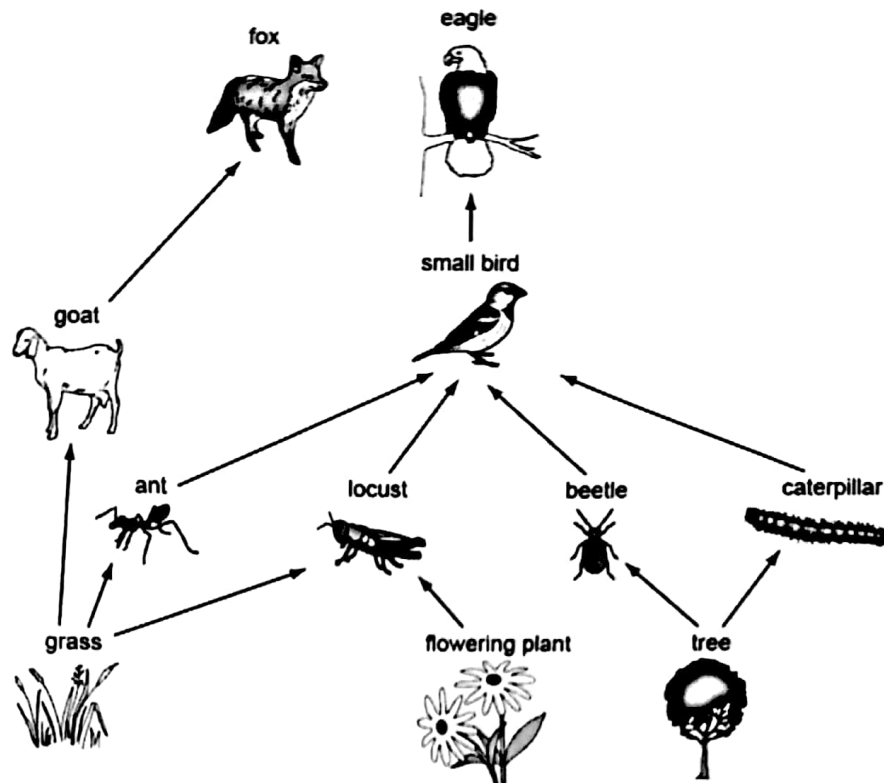 eagle
fox
small bird
goat
ant
locust
beetle
caterpillar
grass
flowering plant
tree